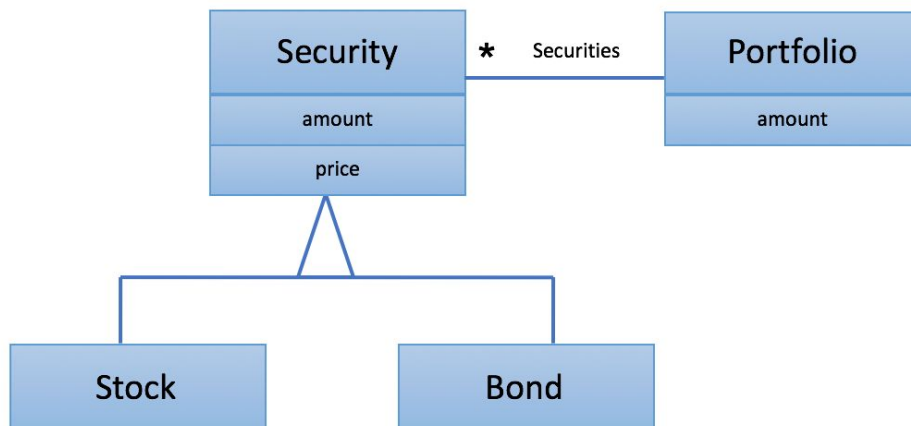 Security
* Securities
Portfolio
amount
amount
price
Stock
Bond